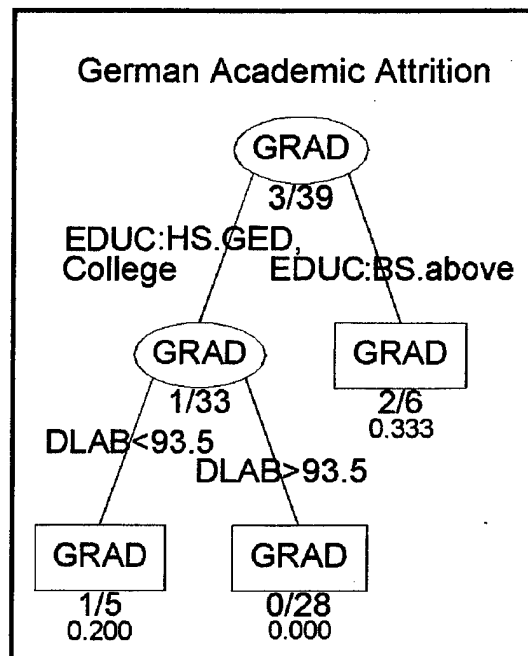 German Academic Attrition
GRAD
3/39
EDUC:HS.GED,
College
EDUC:BS.above
GRAD
1/33
GRAD
2/6
0.333
DLAB<93.5
DLAB>93.5
GRAD
1/5
0.200
GRAD
0/28
0.000